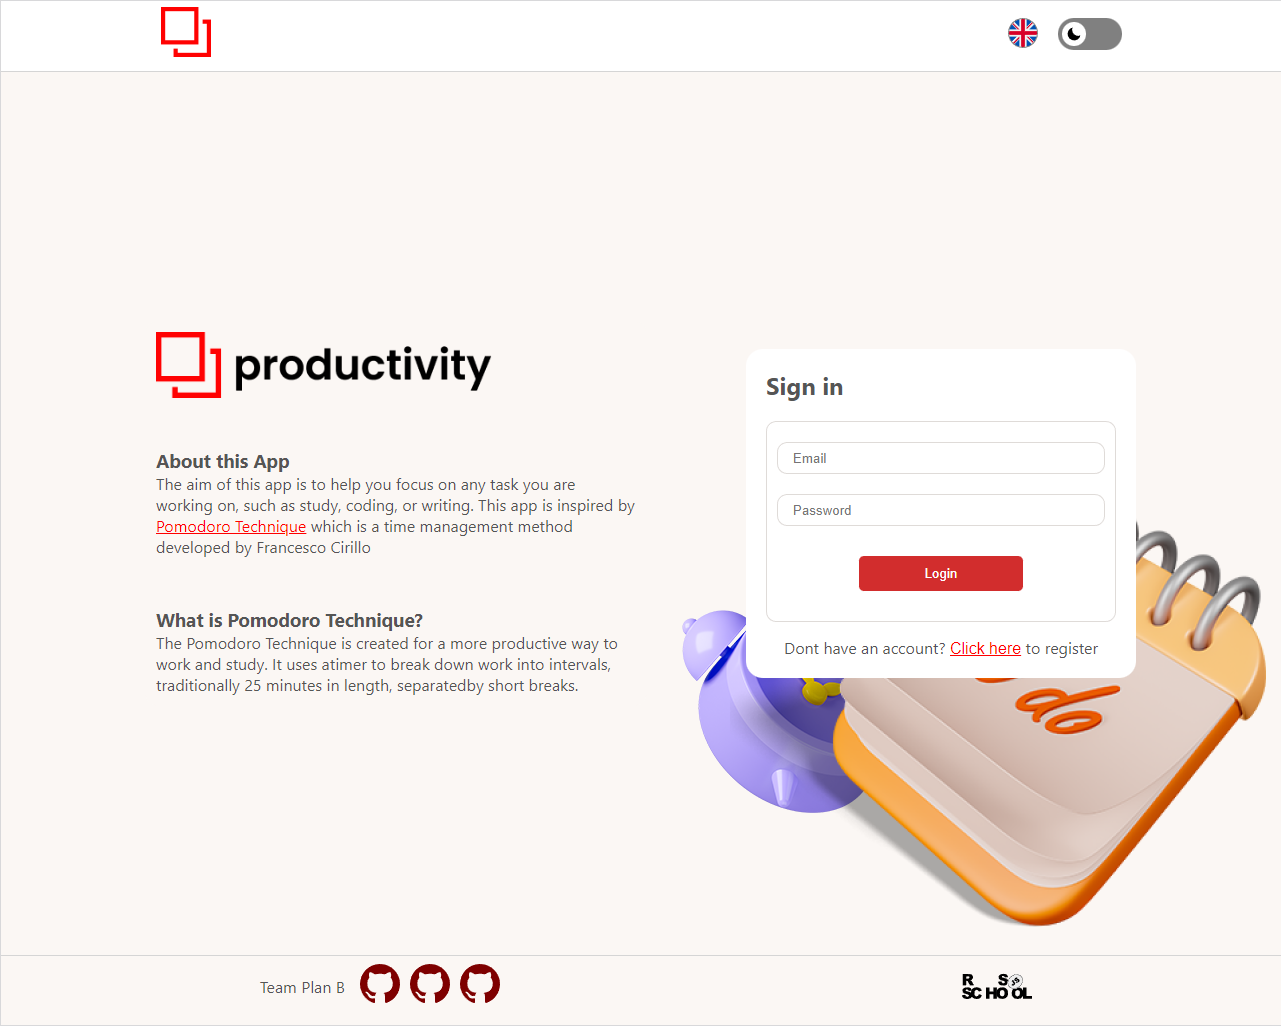 productivity
Sign in
Email
Password
Login
Dont have an account? Click here to register
About this App
The aim of this app is to help you focus on any task you are
working on, such as study, coding, or writing. This app is inspired by
Pomodoro Technique which is a time management method
developed by Francesco Cirillo
What is Pomodoro Technique?
The Pomodoro Technique is created for a more productive way to
work and study. It uses atimer to break down work into intervals,
traditionally 25 minutes in length, separatedby short breaks.
do
Team Plan B
R S
SCHOOL